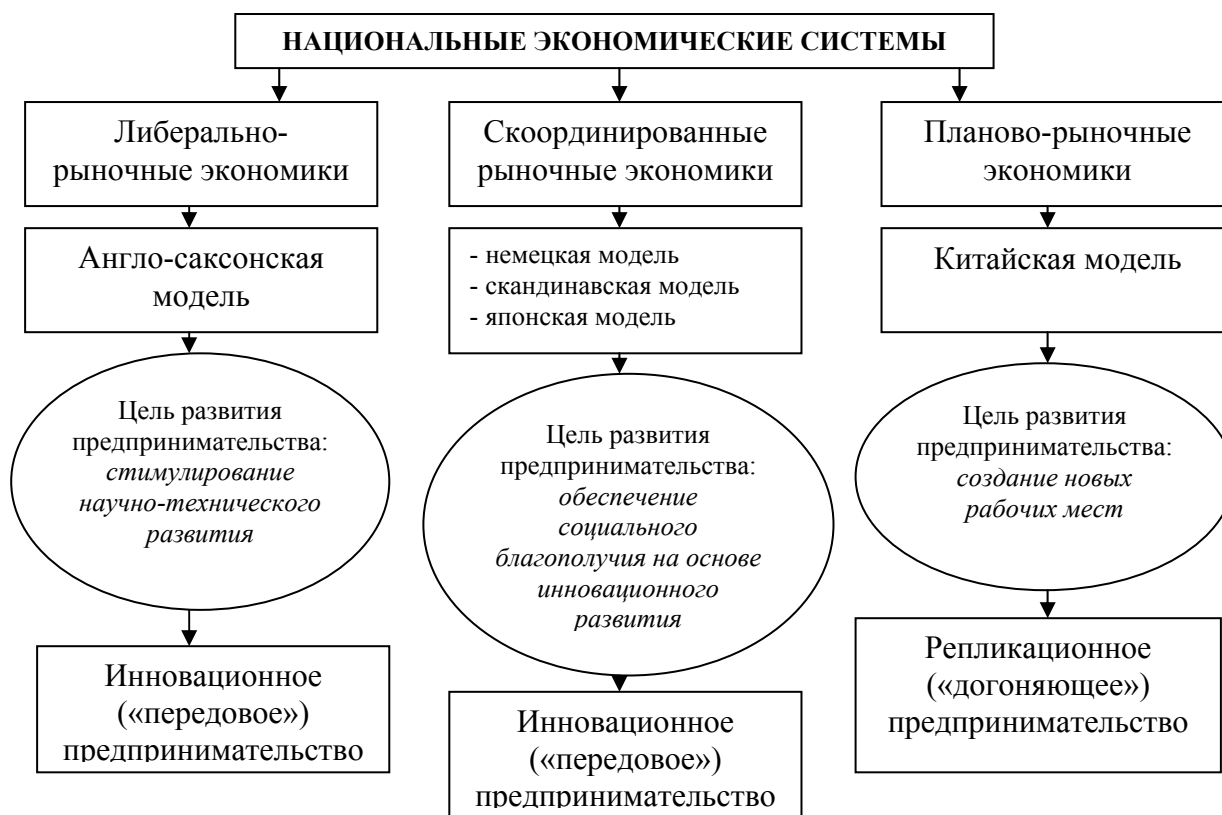 НАЦИОНАЛЬНЫЕ ЭКОНОМИЧЕСКИЕ СИСТЕМЫ
Либерально-
рыночные экономики
Англо-саксонская
модель
Цель развития
предпринимательства:
стимулирование
научно-технического
развития
Инновационное
(«передовое»)
предпринимательство
Скоординированные
рыночные экономики
- немецкая модель
- скандинавская модель
- японская модель
Цель развития
предпринимательства:
обеспечение
социального
благополучия на основе
инновационного
развития
Инновационное
(«передовое»)
предпринимательство
Планово-рыночные
экономики
Китайская модель
Цель развития
предпринимательства:
создание новых
рабочих мест
Репликационное
(«догоняющее»)
предпринимательство